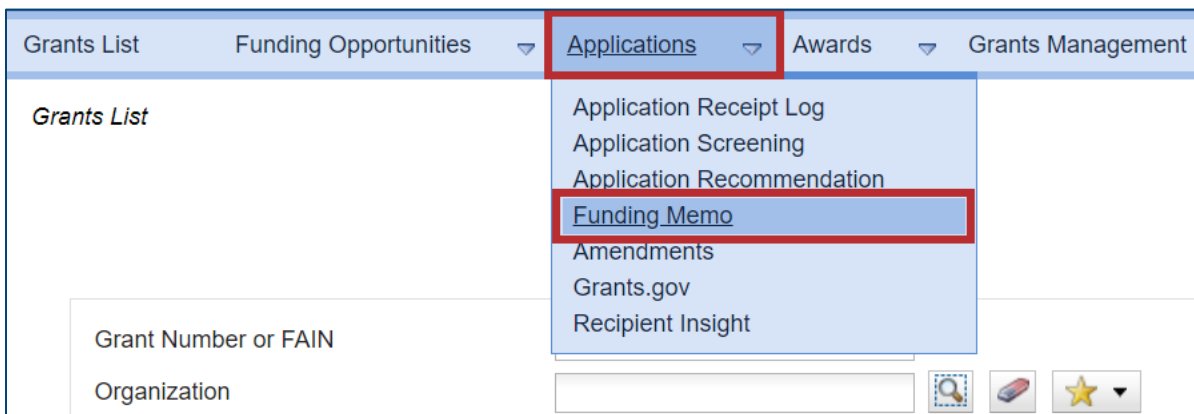 Grants List Funding Opportunities Applications Awards Grants Management
Grants List
Application Receipt Log
Application Screening
Application Recommendation
Funding Memo
Amendments
Grants.gov
Recipient Insight
Grant Number or FAIN
Organization